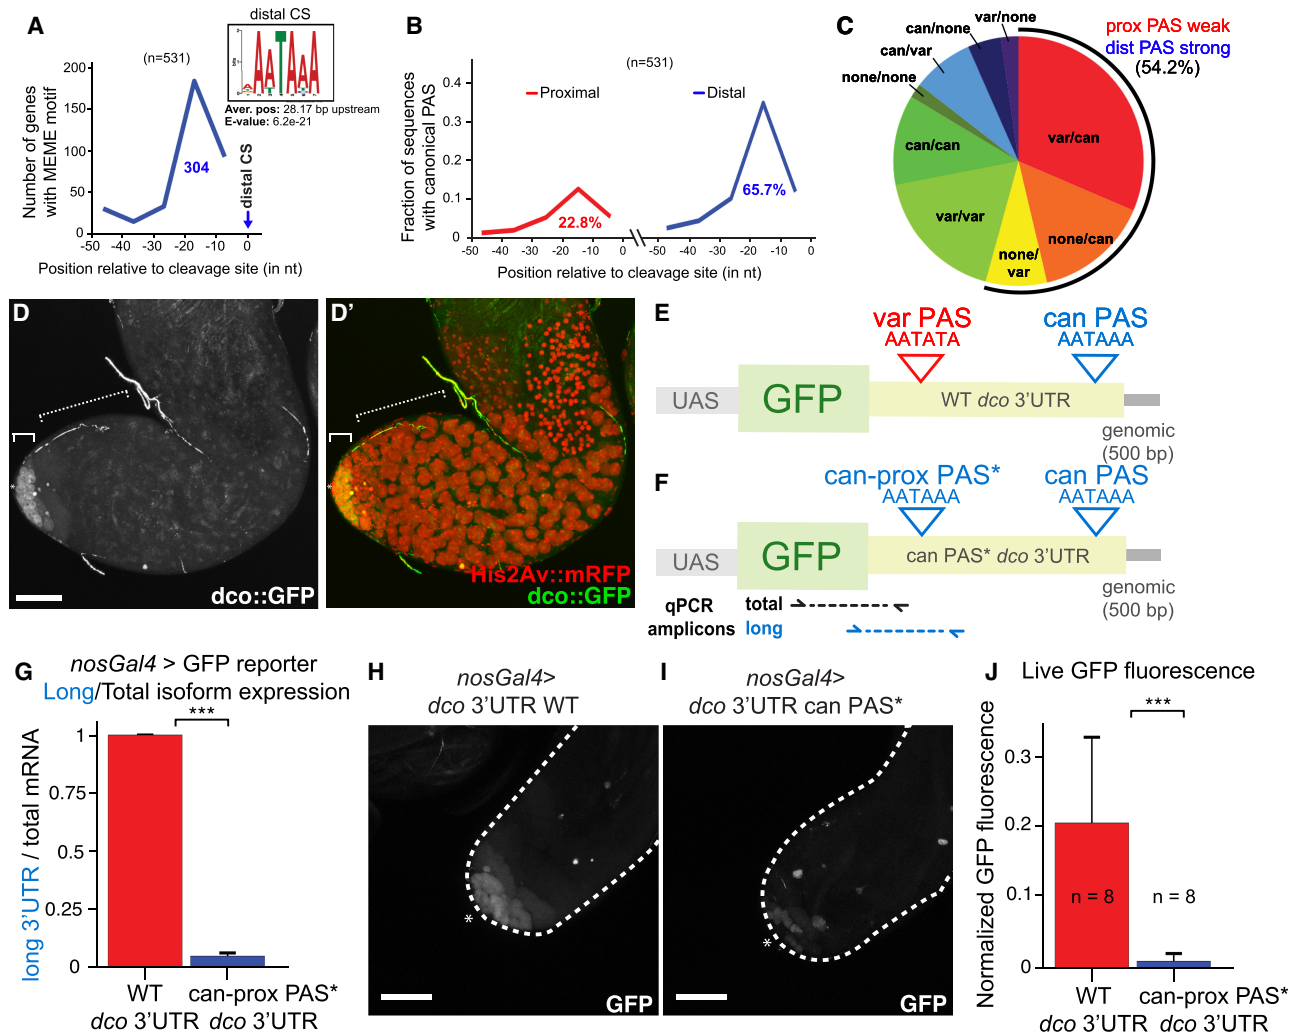 A
distal CS
(n=531)
Number of genes
with MEME motif
200
150
100
50
0
304
distal CS
Aver. pos: 28.17 bp upstream
E-value: 6.2e-21
-50 -40 -30 -20 -10 0
Position relative to cleavage site (in nt)
B
(n=531)
Fraction of sequences
with canonical PAS
0.4
0.3
0.2
0.1
0
Proximal
Distal
22.8%
65.7%
-50 -40 -30 -20 -10 0 -50 -40 -30 -20 -10 0
Position relative to cleavage site (in nt)
C
var/none
can/none
can/var
none/none
can/can
var/var
none/
var
none/can
var/can
prox PAS weak
dist PAS strong
(54.2%)
D
*
dco::GFP
D'
*
His2Av::mRFP
dco::GFP
E
var PAS
AATATA
can PAS
AATAAA
UAS
GFP
WT dco 3'UTR
genomic
(500 bp)
F
can-prox PAS*
AATAAA
can PAS
AATAAA
UAS
GFP
can PAS* dco 3'UTR
genomic
(500 bp)
qPCR
amplicons
total
long
G
nosGal4 > GFP reporter
Long/Total isoform expression
long 3'UTR / total mRNA
1
0.75
0.5
0.25
0
***
WT
dco 3'UTR
can-prox PAS*
dco 3'UTR
H
nosGal4>
dco 3'UTR WT
*
GFP
I
nosGal4>
dco 3'UTR can PAS*
*
GFP
J
Live GFP fluorescence
Normalized GFP fluorescence
0.3
0.2
0.1
0
***
n = 8
n = 8
WT
dco 3'UTR
can-prox PAS*
dco 3'UTR